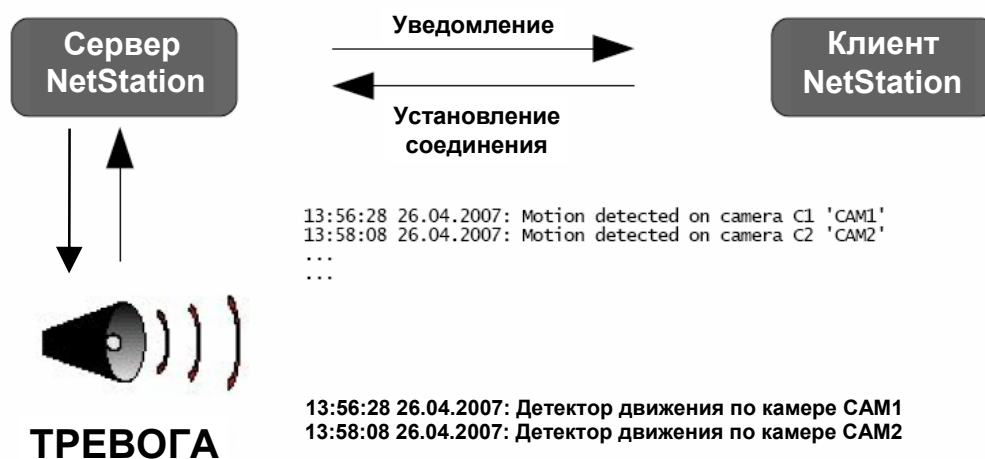 Сервер
NetStation
Уведомление
Клиент
NetStation
Установление
соединения
13:56:28 26.04.2007: Motion detected on camera C1 'CAM1'
13:58:08 26.04.2007: Motion detected on camera C2 'CAM2'
...
...
13:56:28 26.04.2007: Детектор движения по камере CAM1
13:58:08 26.04.2007: Детектор движения по камере CAM2
ТРЕВОГА